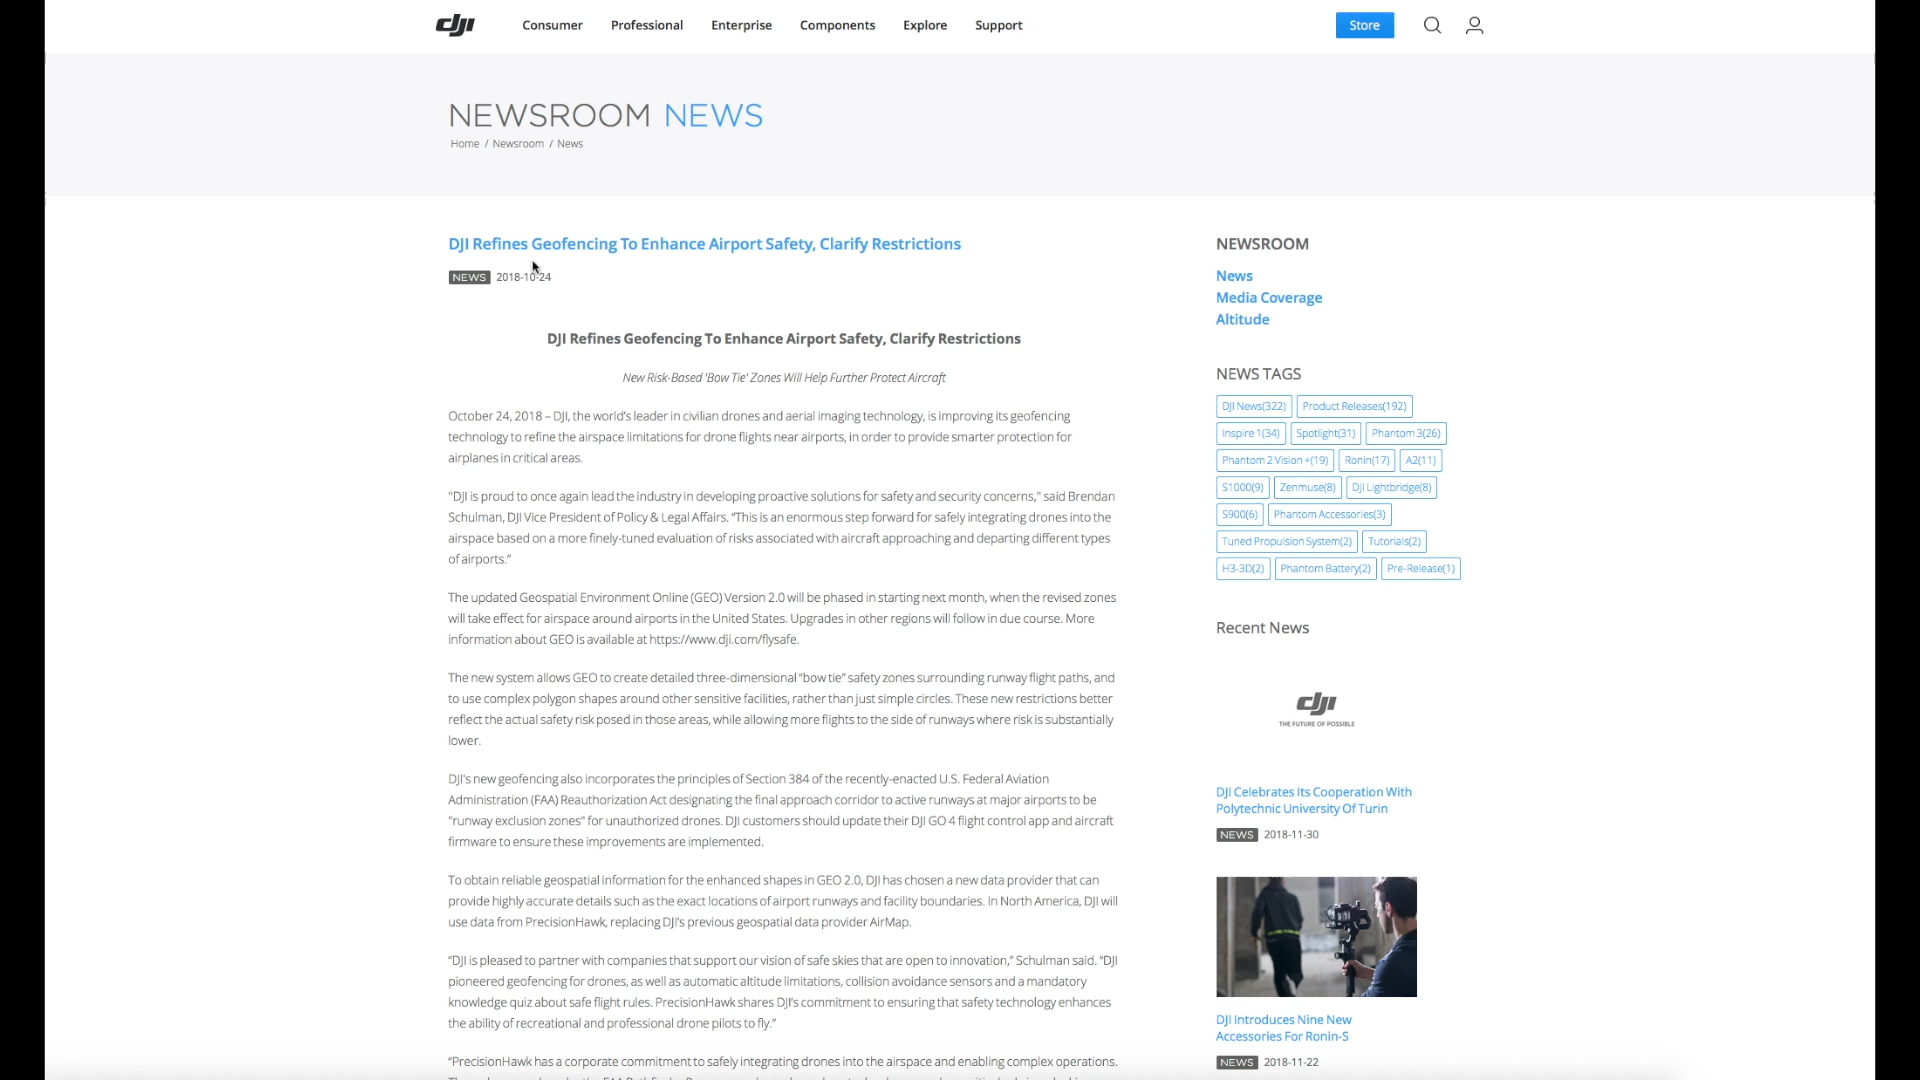 dji Consumer Professional Enterprise Components Explore Support Store
NEWSROOM NEWS
Home / Newsroom / News
DJI Refines Geofencing To Enhance Airport Safety, Clarify Restrictions
NEWS 2018-10-24
DJI Refines Geofencing To Enhance Airport Safety, Clarify Restrictions
New Risk-Based 'Bow Tie' Zones Will Help Further Protect Aircraft
October 24, 2018 – DJI, the world's leader in civilian drones and aerial imaging technology, is improving its geofencing
technology to refine the airspace limitations for drone flights near airports, in order to provide smarter protection for
airplanes in critical areas.
"DJI is proud to once again lead the industry in developing proactive solutions for safety and security concerns," said Brendan
Schulman, DJI Vice President of Policy & Legal Affairs. "This is an enormous step forward for safely integrating drones into the
airspace based on a more finely-tuned evaluation of risks associated with aircraft approaching and departing different types
of airports."
The updated Geospatial Environment Online (GEO) Version 2.0 will be phased in starting next month, when the revised zones
will take effect for airspace around airports in the United States. Upgrades in other regions will follow in due course. More
information about GEO is available at https://www.dji.com/flysafe.
The new system allows GEO to create detailed three-dimensional "bow tie" safety zones surrounding runway flight paths, and
to use complex polygon shapes around other sensitive facilities, rather than just simple circles. These new restrictions better
reflect the actual safety risk posed in those areas, while allowing more flights to the side of runways where risk is substantially
lower.
DJI's new geofencing also incorporates the principles of Section 384 of the recently-enacted U.S. Federal Aviation
Administration (FAA) Reauthorization Act designating the final approach corridor to active runways at major airports to be
"runway exclusion zones" for unauthorized drones. DJI customers should update their DJI GO 4 flight control app and aircraft
firmware to ensure these improvements are implemented.
To obtain reliable geospatial information for the enhanced shapes in GEO 2.0, DJI has chosen a new data provider that can
provide highly accurate details such as the exact locations of airport runways and facility boundaries. In North America, DJI will
use data from PrecisionHawk, replacing DJI's previous geospatial data provider AirMap.
"DJI is pleased to partner with companies that support our vision of safe skies that are open to innovation," Schulman said. "DJI
pioneered geofencing for drones, as well as automatic altitude limitations, collision avoidance sensors and a mandatory
knowledge quiz about safe flight rules. PrecisionHawk shares DJI's commitment to ensuring that safety technology enhances
the ability of recreational and professional drone pilots to fly."
"PrecisionHawk has a corporate commitment to safely integrating drones into the airspace and enabling complex operations.
NEWSROOM
News
Media Coverage
Altitude
NEWS TAGS
DJI News(322) Product Releases(192)
Inspire 1(34) Spotlight(31) Phantom 3(26)
Phantom 2 Vision +(19) Ronin(17) A2(11)
S1000(9) Zenmuse(8) DJI Lightbridge(8)
S900(6) Phantom Accessories(3)
Tuned Propulsion System(2) Tutorials(2)
H3-3D(2) Phantom Battery(2) Pre-Release(1)
Recent News
dji
THE FUTURE OF POSSIBLE
DJI Celebrates Its Cooperation With
Polytechnic University Of Turin
NEWS 2018-11-30
DJI Introduces Nine New
Accessories For Ronin-S
NEWS 2018-11-22